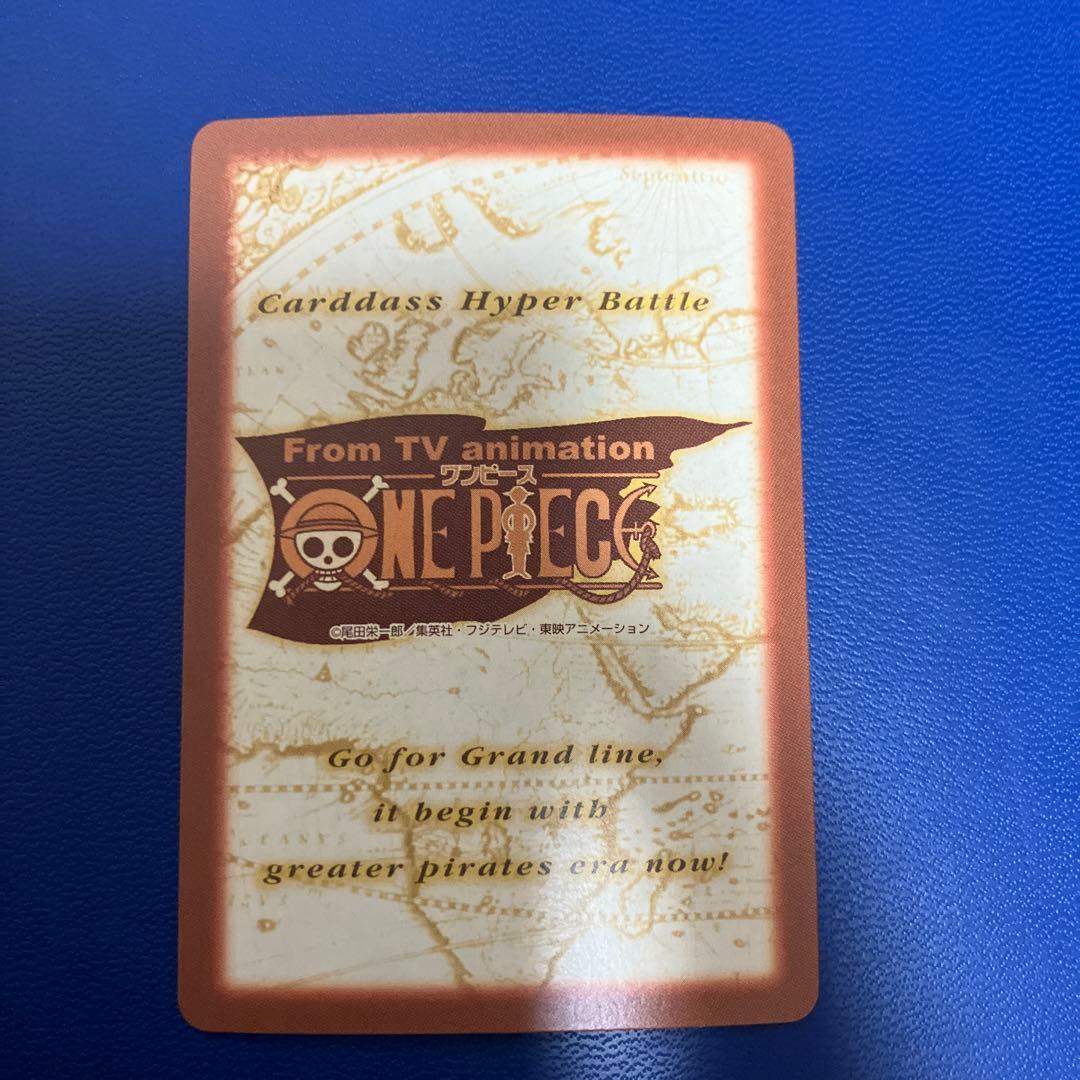 Septentrio
Carddass Hyper Battle
From TV animation
ワンピース
ONE PIECE
©尾田栄一郎/集英社・フジテレビ・東映アニメーション
Go for Grand line,
it begin with
greater pirates era now!